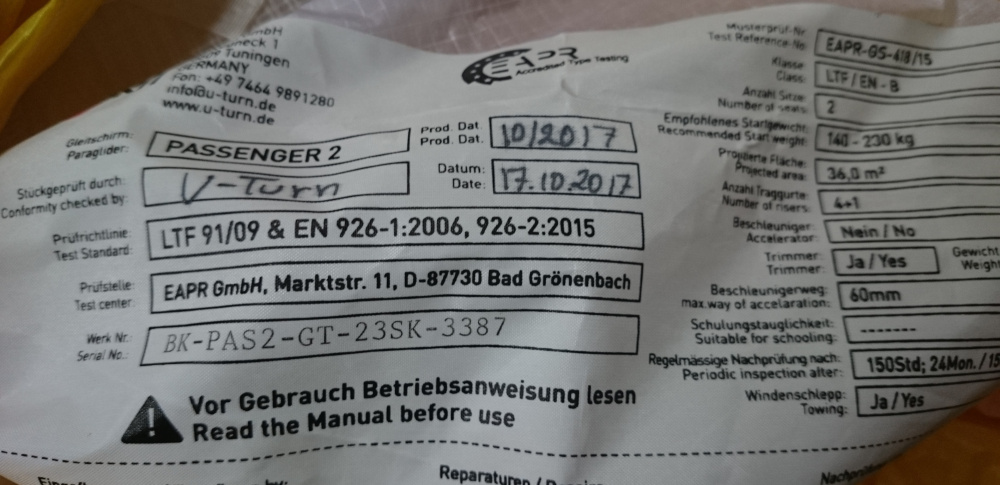 Tuningen
GERMANY
Fon: +49 7464 9891280
info@u-turn.de
www.u-turn.de
EAPR
Accredited Type Testing
Gleitschirm:
Paraglider:
PASSENGER 2
Prod. Dat.
Prod. Dat.
10/2017
Stückgeprüft durch:
Conformity checked by:
U-Turn
Datum:
Date:
17.10.2017
Prüfrichtlinie:
Test Standard:
LTF 91/09 & EN 926-1:2006, 926-2:2015
Prüfstelle:
Test center:
EAPR GmbH, Marktstr. 11, D-87730 Bad Grönenbach
Werk Nr.:
Serial No.:
BK-PAS2-GT-23SK-3387
Vor Gebrauch Betriebsanweisung lesen
Read the Manual before use
Musterprüf-Nr
Test Reference-No
EAPR-GS-418/15
Klasse
Class:
LTF / EN - B
Anzahl Sitze:
Number of seats:
2
Empfohlenes Startgewicht:
Recommended Start weight:
140 - 230 kg
Projizierte Fläche:
Projected area:
36,0 m²
Anzahl Traggurte:
Number of risers:
4+1
Beschleuniger:
Accelerator:
Nein / No
Trimmer:
Trimmer:
Ja / Yes
Gewicht
Weight
Beschleunigerweg:
max.way of accelaration:
60mm
Schulungstauglichkeit:
Suitable for schooling:
-------
Regelmässige Nachprüfung nach:
Periodic inspection after:
150Std; 24Mon. / 15
Windenschlepp:
Towing:
Ja / Yes
Reparaturen /